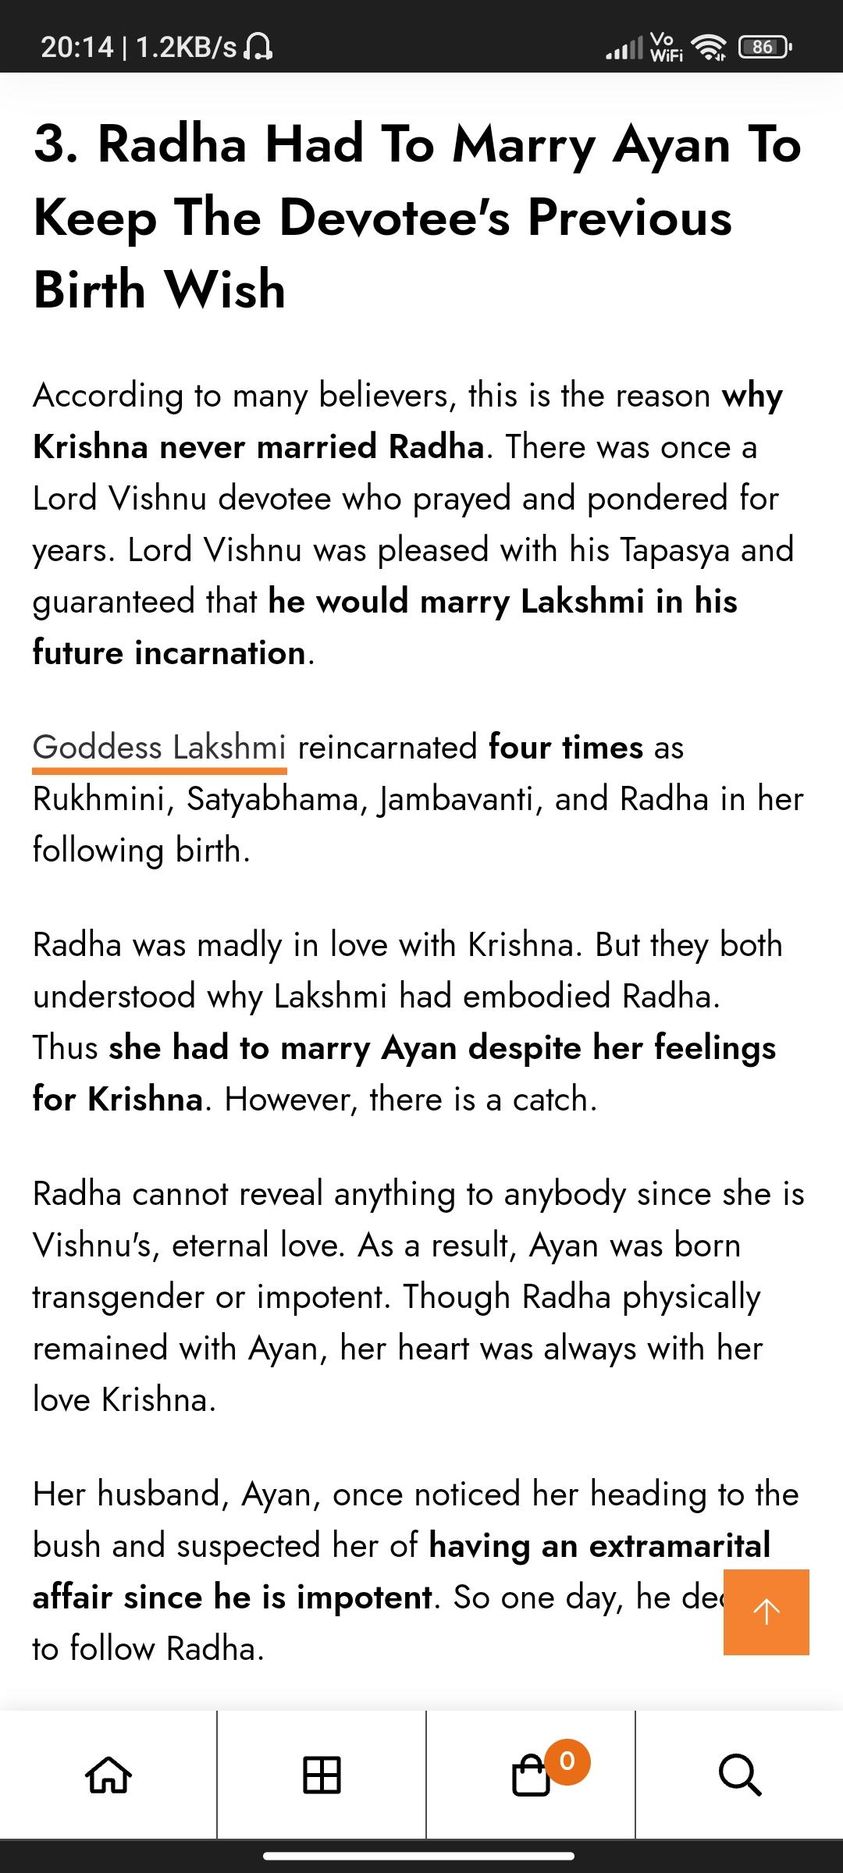 20:14 | 1.2KB/s
Vo
WiFi
86
3. Radha Had To Marry Ayan To
Keep The Devotee's Previous
Birth Wish
According to many believers, this is the reason why
Krishna never married Radha. There was once a
Lord Vishnu devotee who prayed and pondered for
years. Lord Vishnu was pleased with his Tapasya and
guaranteed that he would marry Lakshmi in his
future incarnation.
Goddess Lakshmi reincarnated four times as
Rukhmini, Satyabhama, Jambavanti, and Radha in her
following birth.
Radha was madly in love with Krishna. But they both
understood why Lakshmi had embodied Radha.
Thus she had to marry Ayan despite her feelings
for Krishna. However, there is a catch.
Radha cannot reveal anything to anybody since she is
Vishnu's, eternal love. As a result, Ayan was born
transgender or impotent. Though Radha physically
remained with Ayan, her heart was always with her
love Krishna.
Her husband, Ayan, once noticed her heading to the
bush and suspected her of having an extramarital
affair since he is impotent. So one day, he
to follow Radha.
0